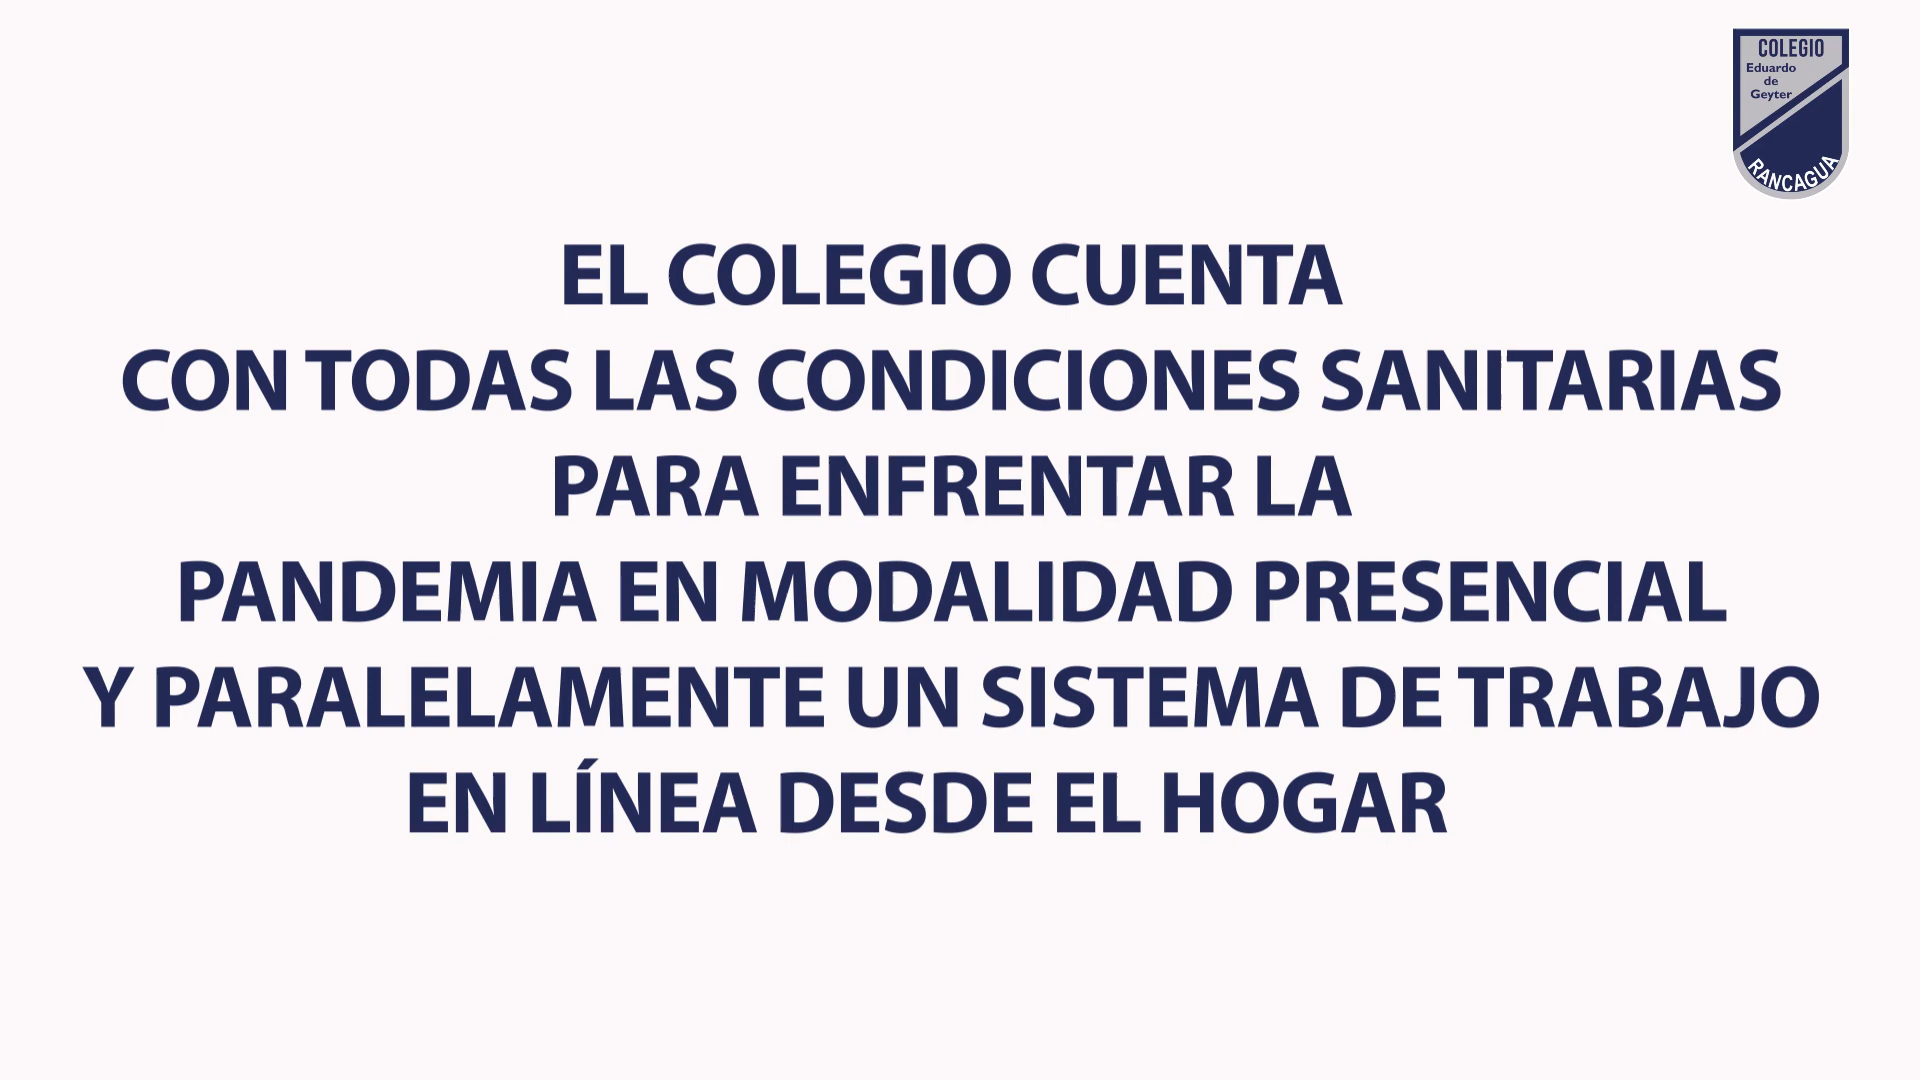 COLEGIO
Eduardo
de
Geyter
RANCAGUA
EL COLEGIO CUENTA
CON TODAS LAS CONDICIONES SANITARIAS
PARA ENFRENTAR LA
PANDEMIA EN MODALIDAD PRESENCIAL
Y PARALELAMENTE UN SISTEMA DE TRABAJO
EN LÍNEA DESDE EL HOGAR